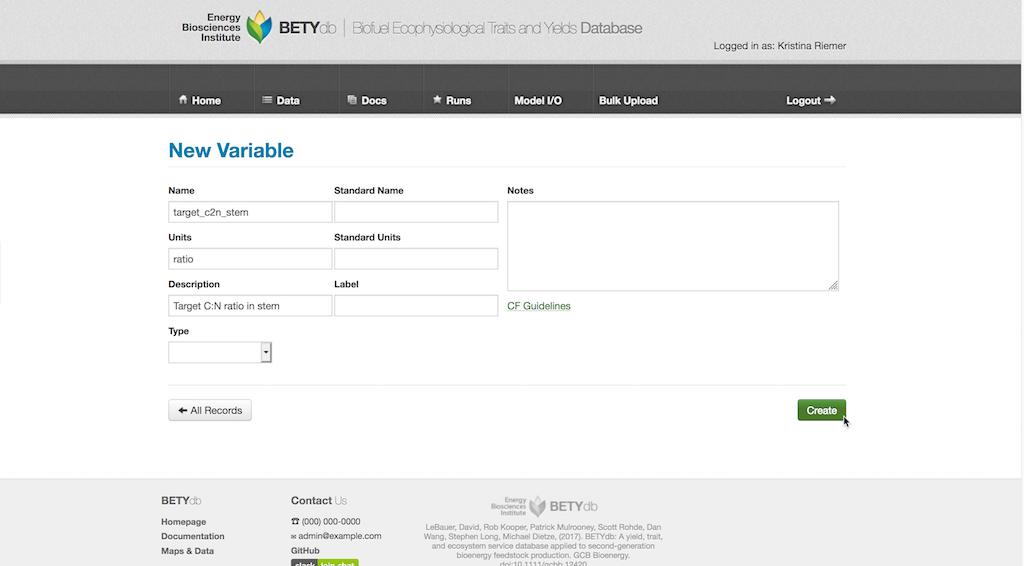 Energy
Biosciences
Institute
BETYdb | Biofuel Ecophysiological Traits and Yields Database
Logged in as: Kristina Riemer
Home Data Docs Runs Model I/O Bulk Upload Logout
New Variable
Name Standard Name Notes
target_c2n_stem
Units Standard Units
ratio
Description Label
Target C:N ratio in stem
CF Guidelines
Type
All Records Create
BETYdb Contact Us
Energy
Biosciences
Institute
BETYdb
Homepage
Documentation
Maps & Data
(000) 000-0000
admin@example.com
GitHub
slack join chat
LeBauer, David, Rob Kooper, Patrick Mulrooney, Scott Rohde, Dan
Wang, Stephen Long, Michael Dietze, (2017). BETYdb: A yield, trait,
and ecosystem service database applied to second-generation
bioenergy feedstock production. GCB Bioenergy.
doi:10.1111/gcbb.12420